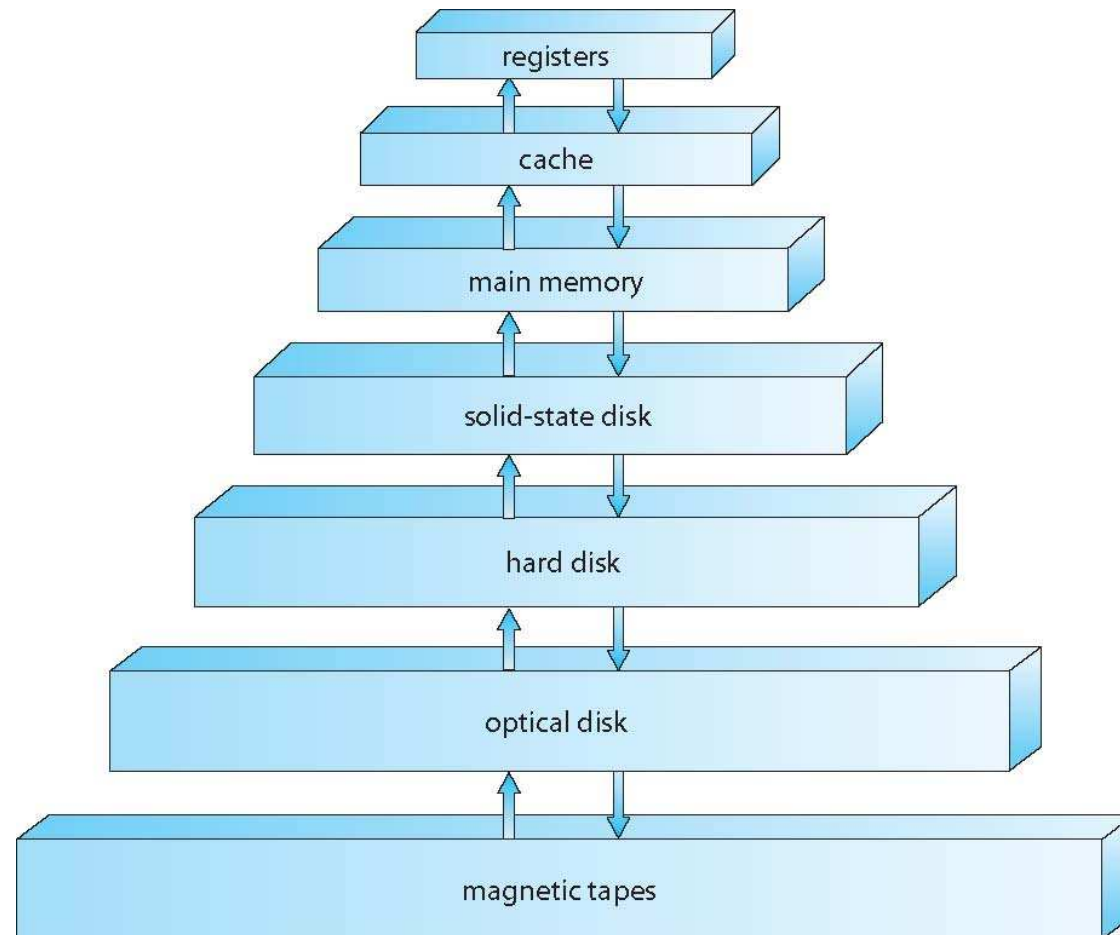 registers
cache
main memory
solid-state disk
hard disk
optical disk
magnetic tapes